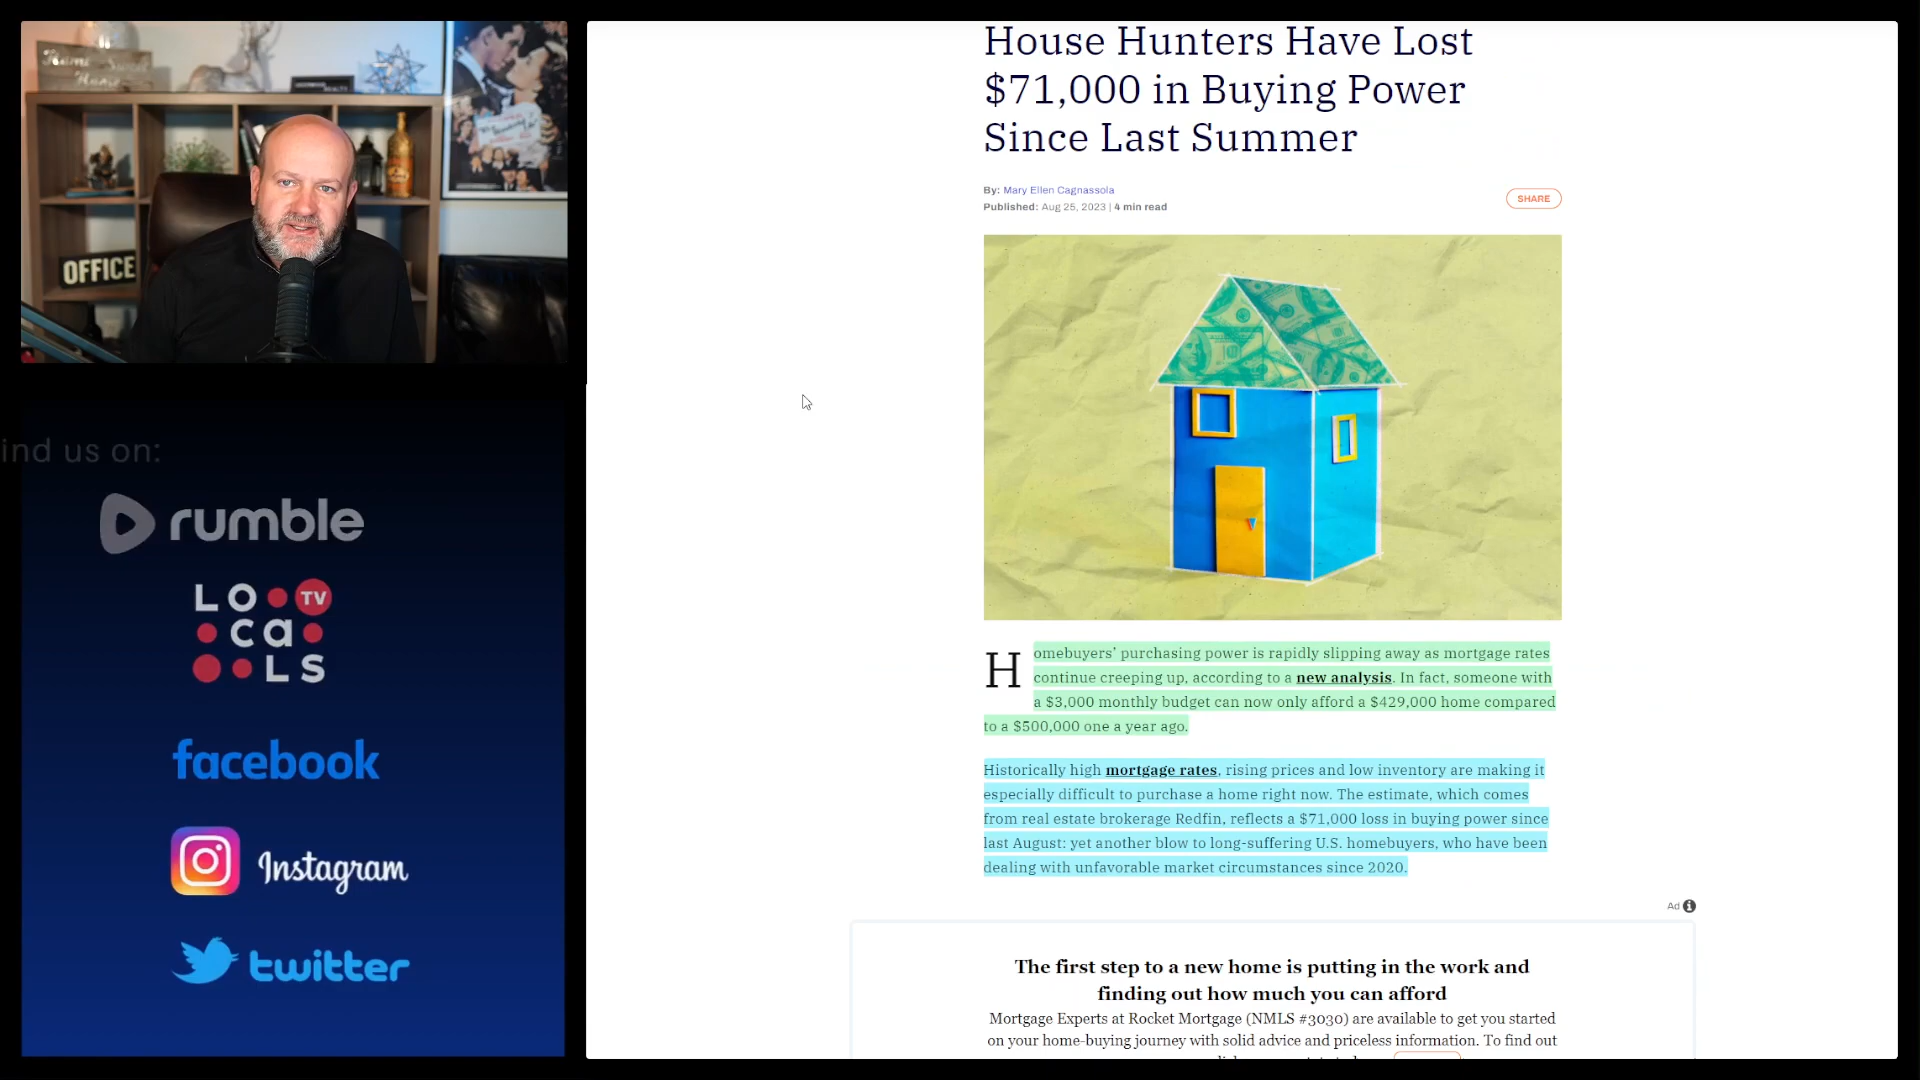 Home Sweet
Home
REALTY
OFFICE
ind us on:
rumble
LO TV
ca
LS
facebook
Instagram
twitter
House Hunters Have Lost
$71,000 in Buying Power
Since Last Summer
By: Mary Ellen Cagnassola
Published: Aug 25, 2023 | 4 min read
SHARE
Homebuyers’ purchasing power is rapidly slipping away as mortgage rates
continue creeping up, according to a new analysis. In fact, someone with
a $3,000 monthly budget can now only afford a $429,000 home compared
to a $500,000 one a year ago.
Historically high mortgage rates, rising prices and low inventory are making it
especially difficult to purchase a home right now. The estimate, which comes
from real estate brokerage Redfin, reflects a $71,000 loss in buying power since
last August: yet another blow to long-suffering U.S. homebuyers, who have been
dealing with unfavorable market circumstances since 2020.
Ad
The first step to a new home is putting in the work and
finding out how much you can afford
Mortgage Experts at Rocket Mortgage (NMLS #3030) are available to get you started
on your home-buying journey with solid advice and priceless information. To find out